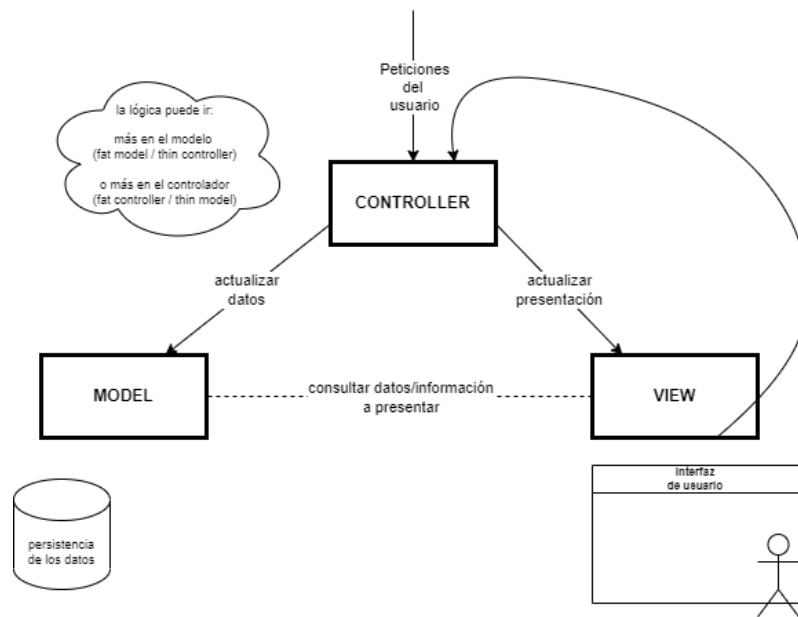 Peticiones
del
usuario
la lógica puede ir:
más en el modelo
(fat model / thin controller)
o más en el controlador
(fat controller / thin model)
CONTROLLER
actualizar
datos
actualizar
presentación
MODEL
consultar datos/información
a presentar
VIEW
Interfaz
de usuario
persistencia
de los datos